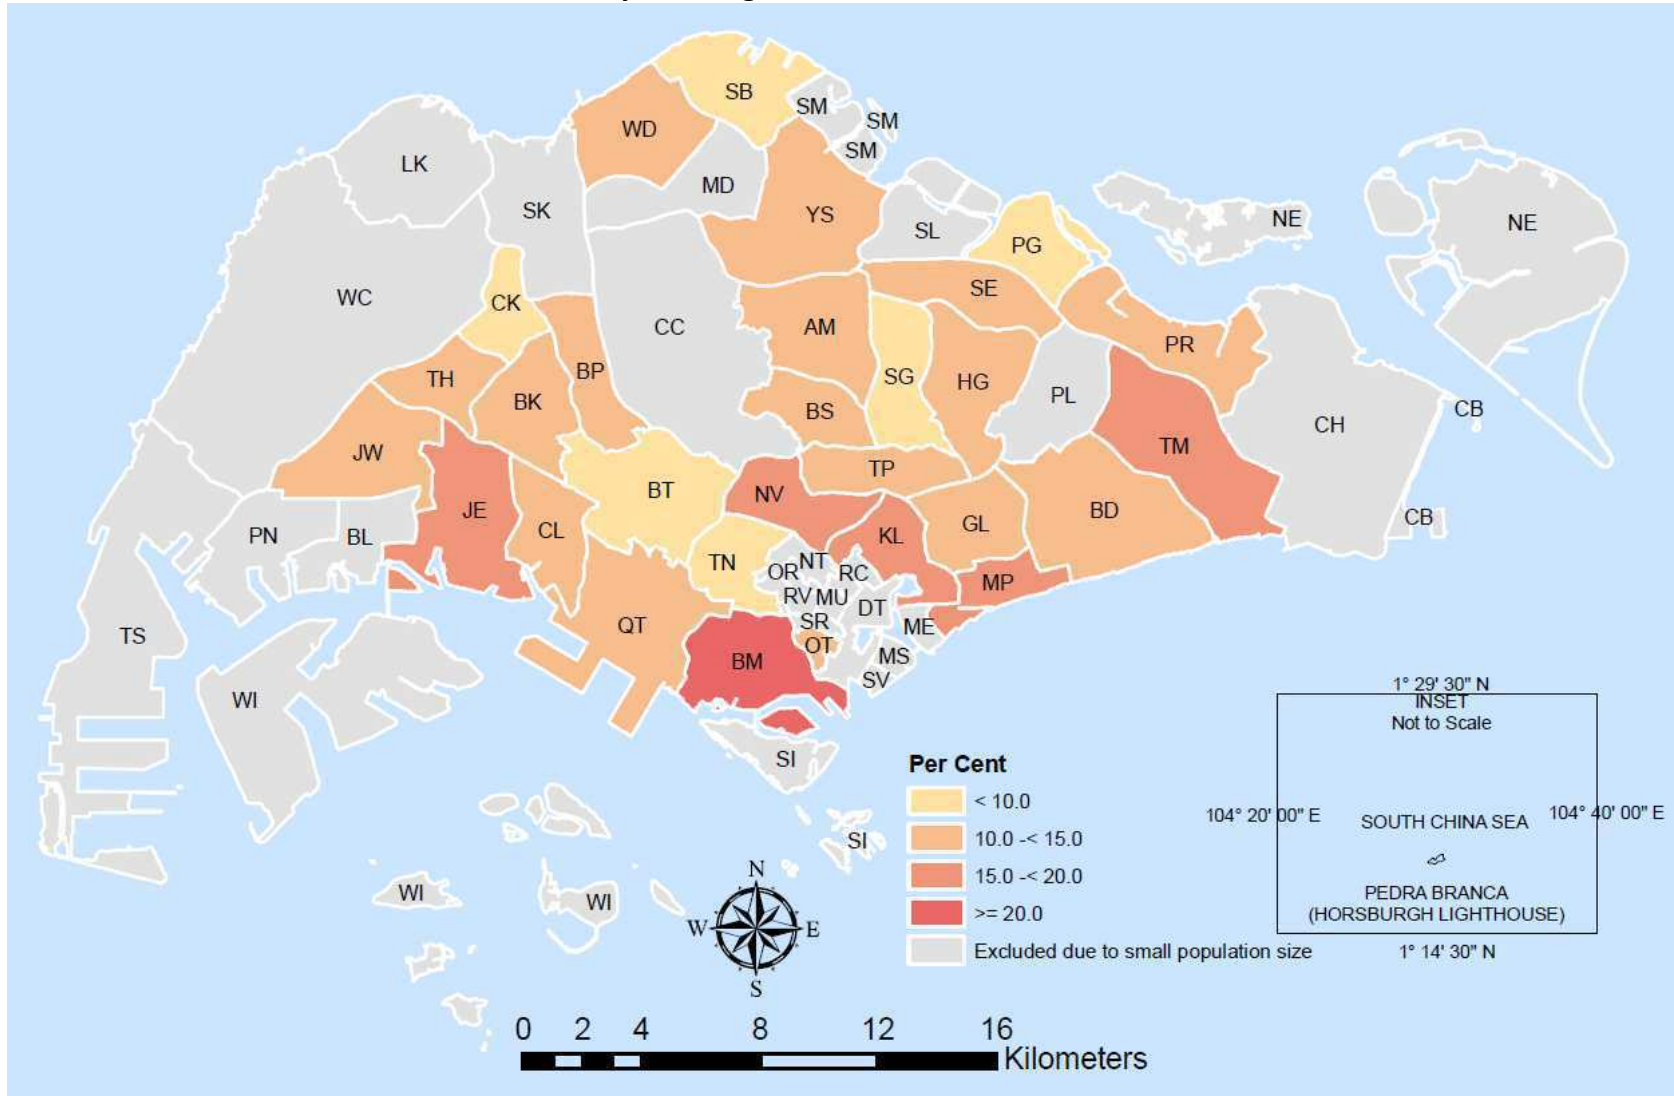 SB
SM
SM
WD
SM
LK
MD
SK
YS
NE
NE
SL
PG
SE
WC
CK
CC
AM
PR
BP
TH
SG
HG
BK
PL
BS
CB
CH
TM
JW
TP
BT
NV
JE
BD
CB
GL
CL
PN
BL
KL
TN
NT
OR
RC
MP
RV
MU
DT
SR
QT
ME
TS
OT
BM
MS
SV
WI
SI
SI
WI
WI
1° 29' 30" N
INSET
Not to Scale
104° 20' 00" E
104° 40' 00" E
SOUTH CHINA SEA
PEDRA BRANCA
(HORSBURGH LIGHTHOUSE)
1° 14' 30" N
Per Cent
< 10.0
10.0 -< 15.0
15.0 -< 20.0
>= 20.0
Excluded due to small population size
N
W
E
S
0 2 4 8 12 16
Kilometers